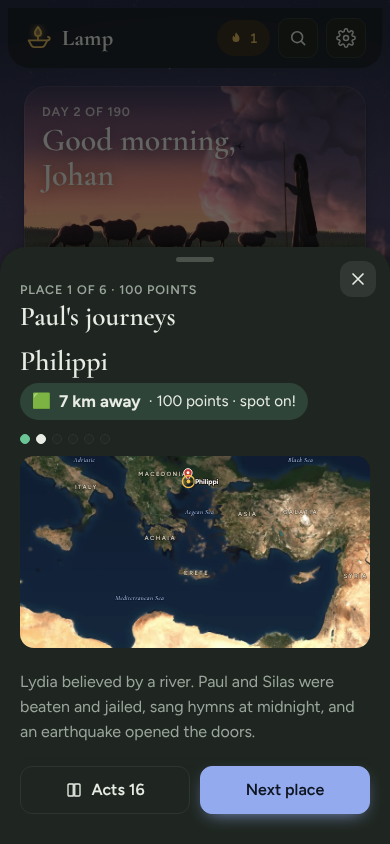 Lamp
1
DAY 2 OF 190
Good morning,
Johan
PLACE 1 OF 6 · 100 POINTS
Paul's journeys
Philippi
7 km away · 100 points · spot on!
Adriatic
Black Sea
MACEDONIA
Philippi
ITALY
Aegean Sea
ASIA
GALATIA
ACHAIA
CRETE
SYRIA
Mediterranean Sea
Lydia believed by a river. Paul and Silas were
beaten and jailed, sang hymns at midnight, and
an earthquake opened the doors.
Acts 16
Next place